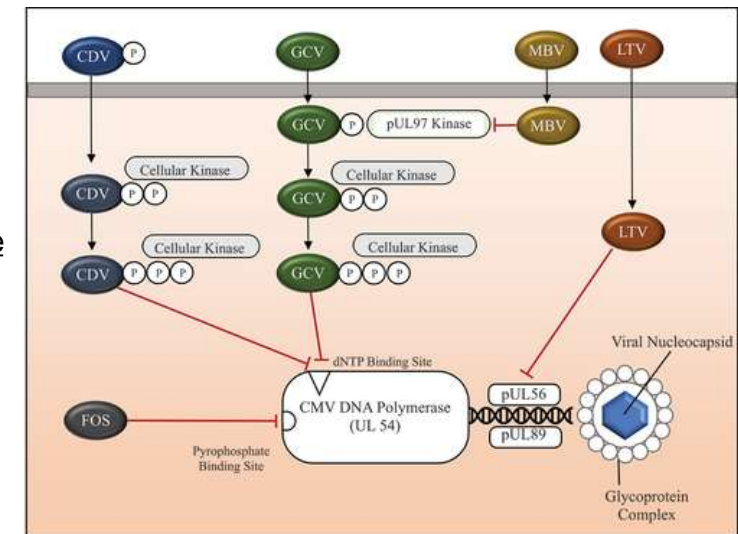 CDV P
GCV
MBV
LTV
GCV P pUL97 Kinase MBV
Cellular Kinase
CDV P P
Cellular Kinase
GCV P P
LTV
Cellular Kinase
CDV P P P
Cellular Kinase
GCV P P P
e
dNTP Binding Site
Viral Nucleocapsid
CMV DNA Polymerase
(UL 54)
pUL56
pUL89
FOS
Pyrophosphate
Binding Site
Glycoprotein
Complex